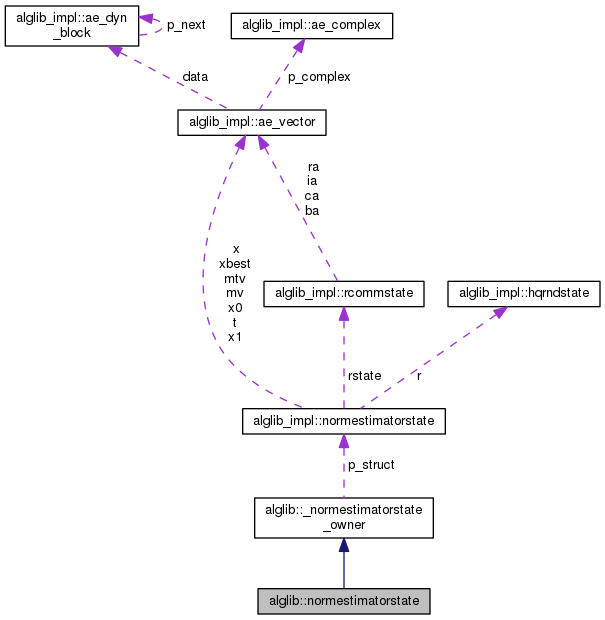 alglib_impl::ae_dyn
_block
p_next
alglib_impl::ae_complex
data
p_complex
alglib_impl::ae_vector
ra
ia
ca
ba
x
xbest
mtv
mv
x0
t
x1
alglib_impl::rcommstate
alglib_impl::hqrndstate
rstate
r
alglib_impl::normestimatorstate
p_struct
alglib::_normestimatorstate
_owner
alglib::normestimatorstate